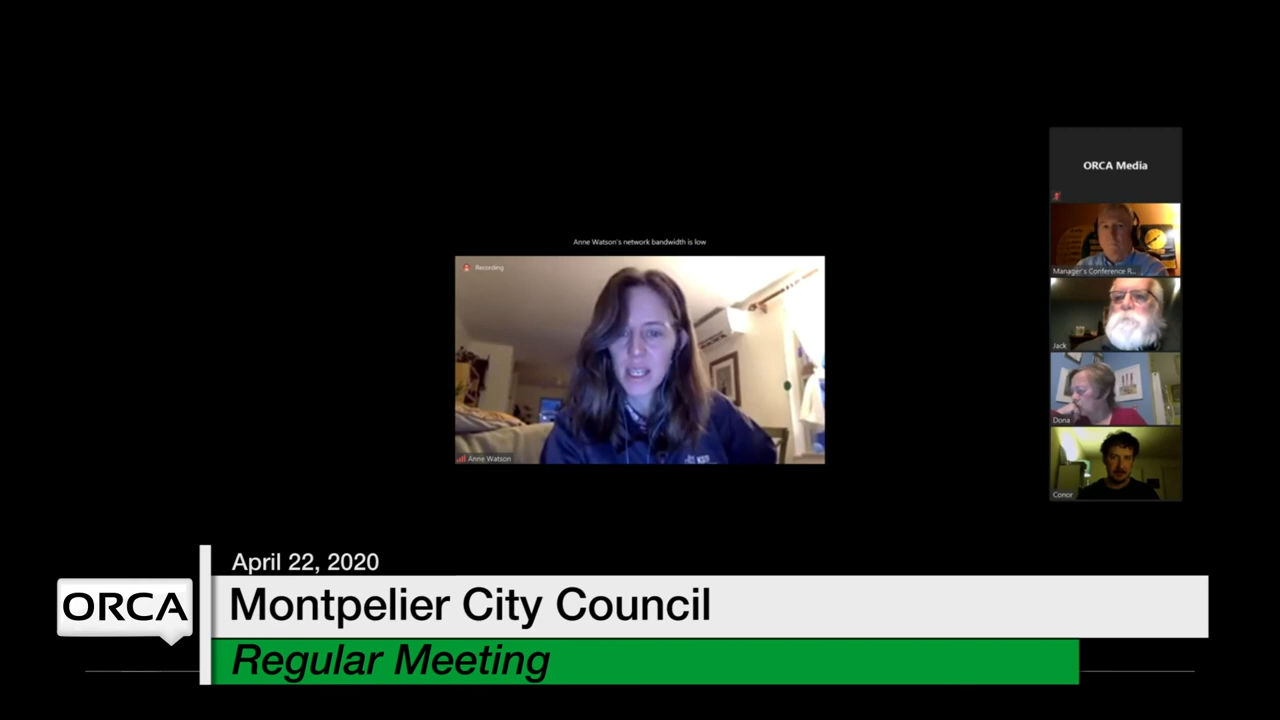 ORCA Media
Anne Watson's network bandwidth is low
Recording
Manager's Conference R...
Jack
Dona
Anne Watson
Conor
April 22, 2020
ORCA
Montpelier City Council
Regular Meeting